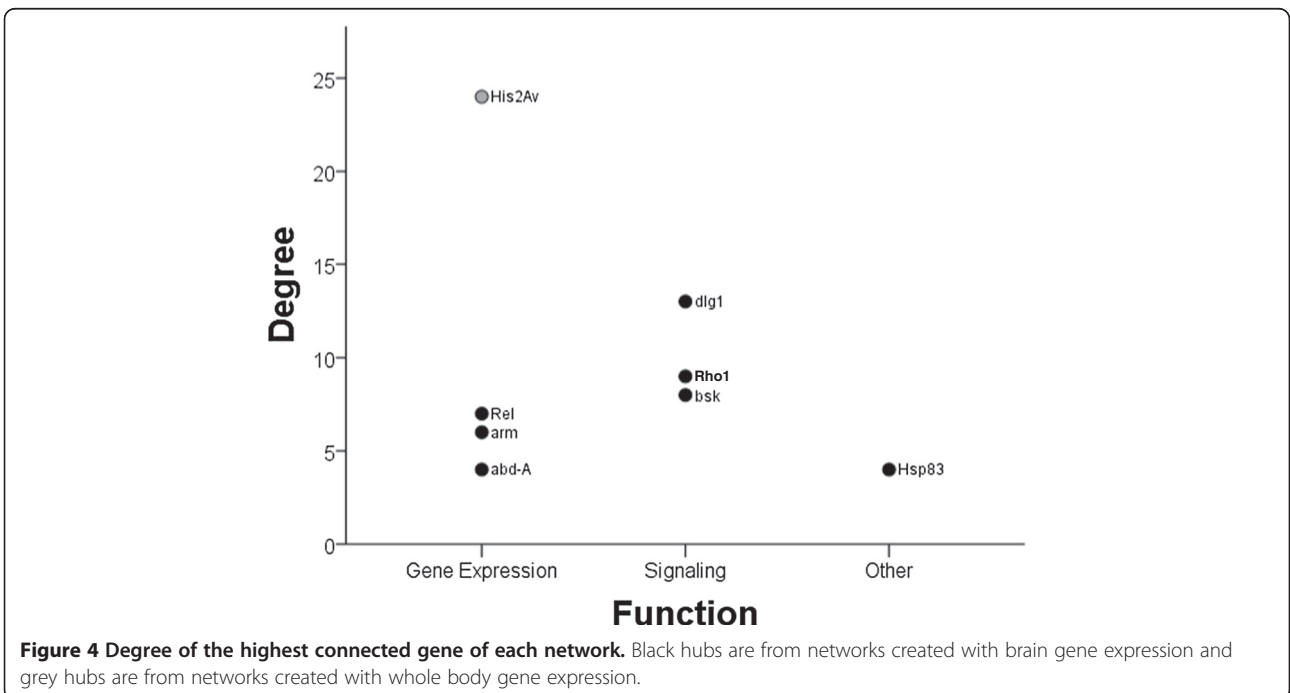 25
His2Av
20
15
Degree
dlg1
10
Rho1
bsk
Rel
arm
5
abd-A
Hsp83
0
Gene Expression Signaling Other
Function
Figure 4 Degree of the highest connected gene of each network. Black hubs are from networks created with brain gene expression and
grey hubs are from networks created with whole body gene expression.